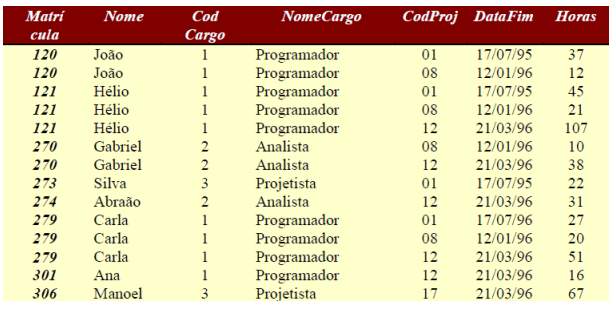 Matrí Nome Cod NomeCargo CodProj DataFim Horas
cula Cargo
120 João 1 Programador 01 17/07/95 37
120 João 1 Programador 08 12/01/96 12
121 Hélio 1 Programador 01 17/07/95 45
121 Hélio 1 Programador 08 12/01/96 21
121 Hélio 1 Programador 12 21/03/96 107
270 Gabriel 2 Analista 08 12/01/96 10
270 Gabriel 2 Analista 12 21/03/96 38
273 Silva 3 Projetista 01 17/07/95 22
274 Abraão 2 Analista 12 21/03/96 31
279 Carla 1 Programador 01 17/07/96 27
279 Carla 1 Programador 08 12/01/96 20
279 Carla 1 Programador 12 21/03/96 51
301 Ana 1 Programador 12 21/03/96 16
306 Manoel 3 Projetista 17 21/03/96 67